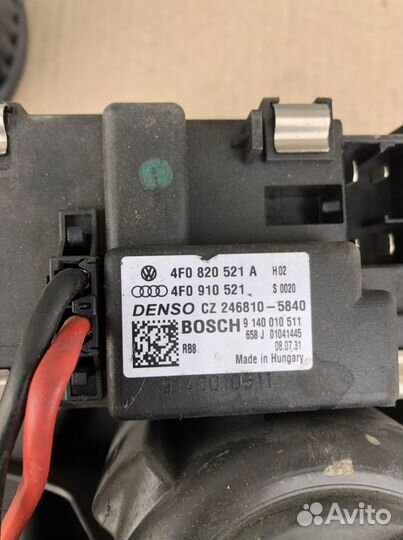 4F0 820 521 A H02
4F0 910 521 S 0020
DENSO CZ 246810-5840
BOSCH 9 140 010 511
658 J 01041445
RB8 08.07.31
Made in Hungary
9140010511
Avito